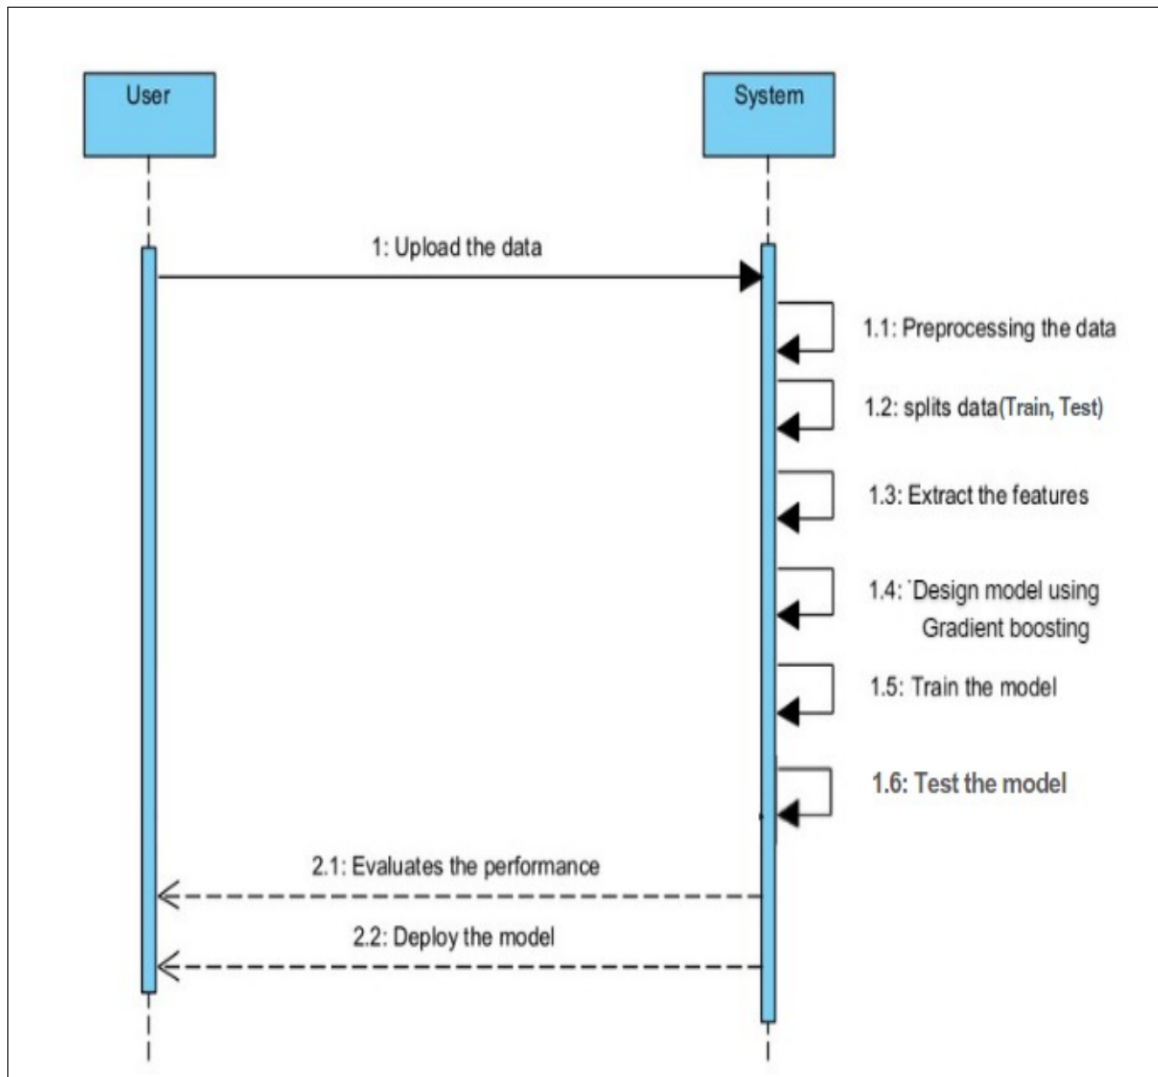 User
System
1: Upload the data
1.1: Preprocessing the data
1.2: splits data(Train, Test)
1.3: Extract the features
1.4: `Design model using
Gradient boosting
1.5: Train the model
1.6: Test the model
2.1: Evaluates the performance
2.2: Deploy the model